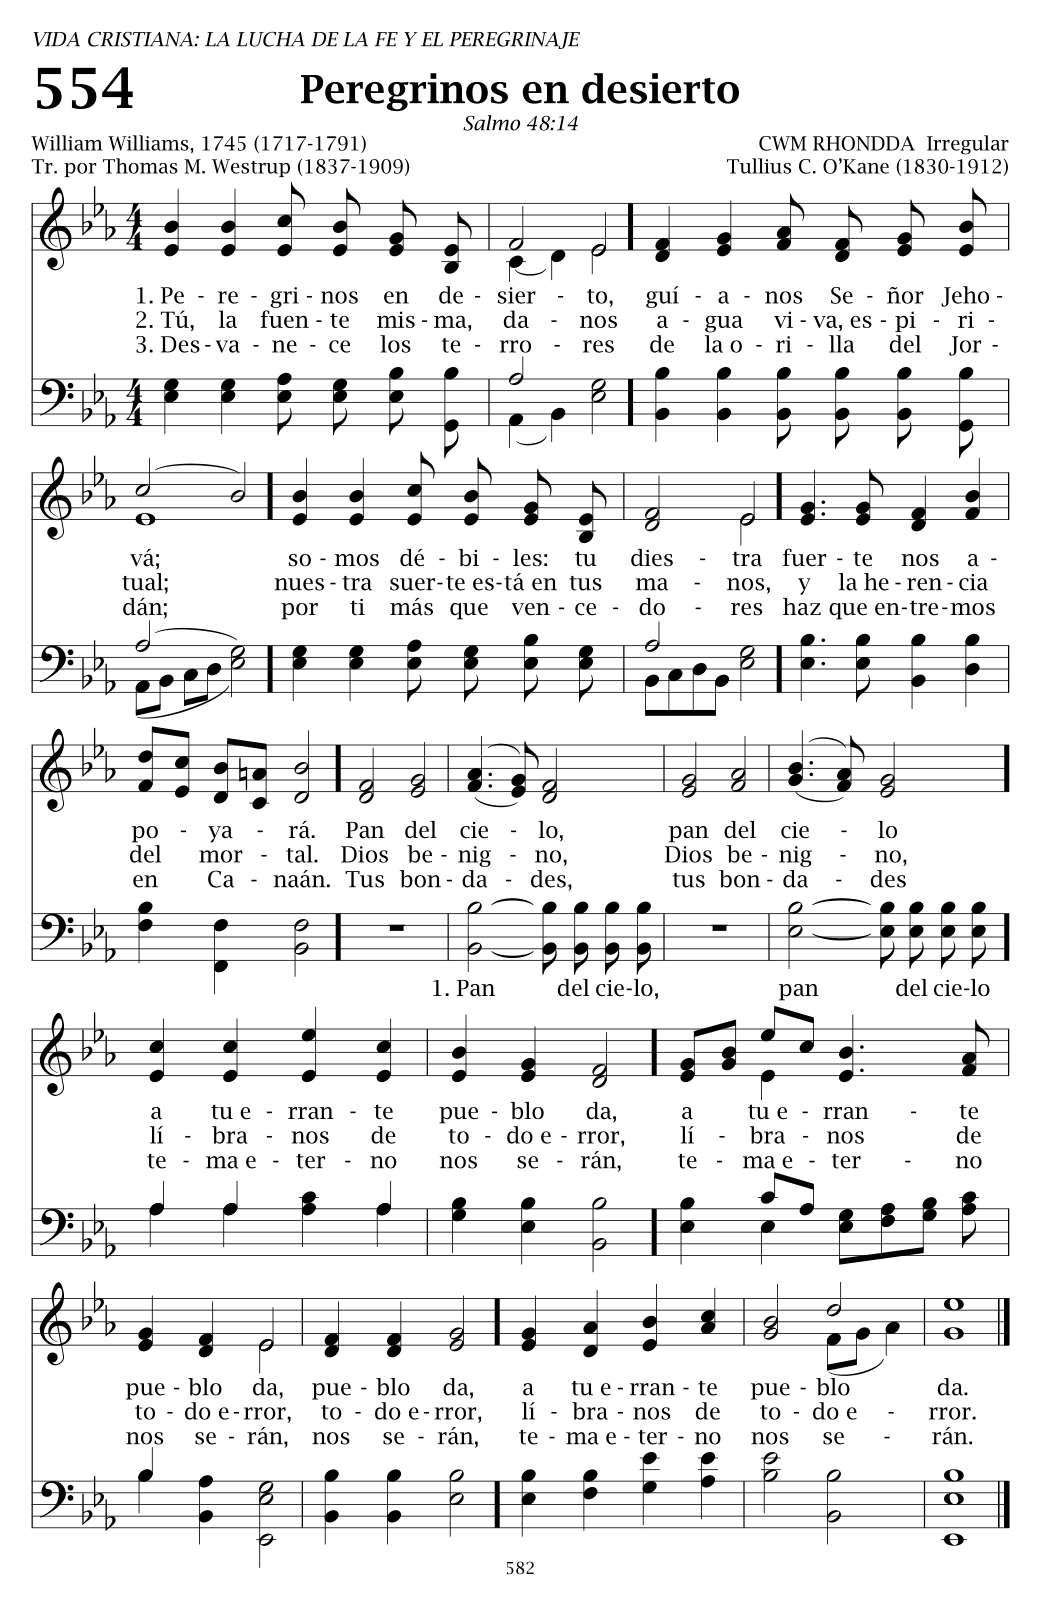 VIDA CRISTIANA: LA LUCHA DE LA FE Y EL PEREGRINAJE
554
Peregrinos en desierto
Salmo 48:14
William Williams, 1745 (1717-1791)
CWM RHONDDA Irregular
Tr. por Thomas M. Westrup (1837-1909)
Tullius C. O’Kane (1830-1912)
1. Pe - re - gri - nos en de - sier - to, guí - a - nos Se - ñor Jeho -
2. Tú, la fuen - te mis - ma, da - nos a - gua vi - va, es - pi - ri -
3. Des - va - ne - ce los te - rro - res de la o - ri - lla del Jor -
vá; so - mos dé - bi - les: tu dies - tra fuer - te nos a -
tual; nues - tra suer - te es - tá en tus ma - nos, y la he - ren - cia
dán; por ti más que ven - ce - do - res haz que en - tre - mos
po - ya - rá. Pan del cie - lo, pan del cie - lo
del mor - tal. Dios be - nig - no, Dios be - nig - no,
en Ca - naán. Tus bon - da - des, tus bon - da - des
1. Pan del cie - lo, pan del cie - lo
a tu e - rran - te pue - blo da, a tu e - rran - te
lí - bra - nos de to - do e - rror, lí - bra - nos de
te - ma e - ter - no nos se - rán, te - ma e - ter - no
pue - blo da, pue - blo da, a tu e - rran - te pue - blo da.
to - do e - rror, to - do e - rror, lí - bra - nos de to - do e - rror.
nos se - rán, nos se - rán, te - ma e - ter - no nos se - rán.
582